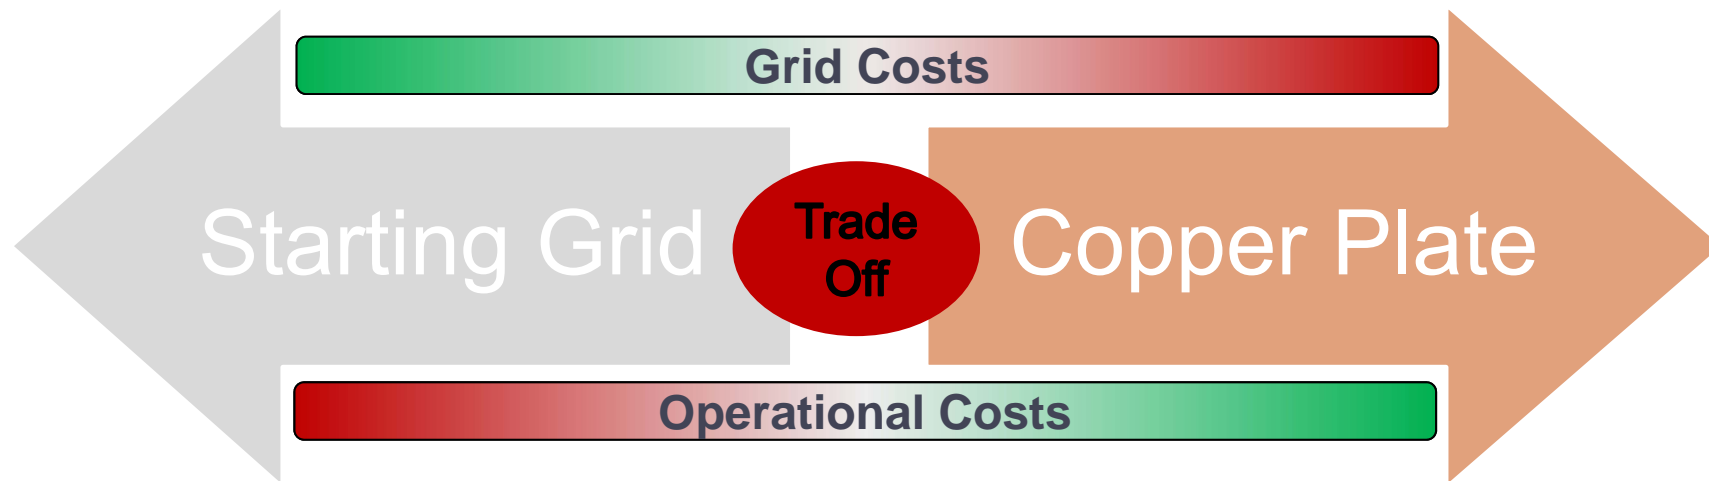 Grid Costs
Starting Grid
Trade
Off
Copper Plate
Operational Costs